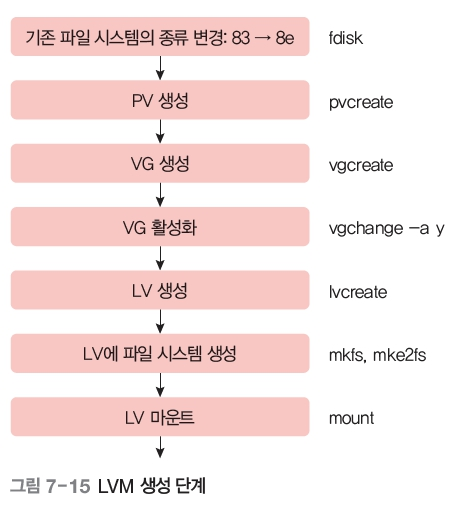 기존 파일 시스템의 종류 변경: 83 → 8e fdisk
PV 생성 pvcreate
VG 생성 vgcreate
VG 활성화 vgchange –a y
LV 생성 lvcreate
LV에 파일 시스템 생성 mkfs, mke2fs
LV 마운트 mount
그림 7-15 LVM 생성 단계